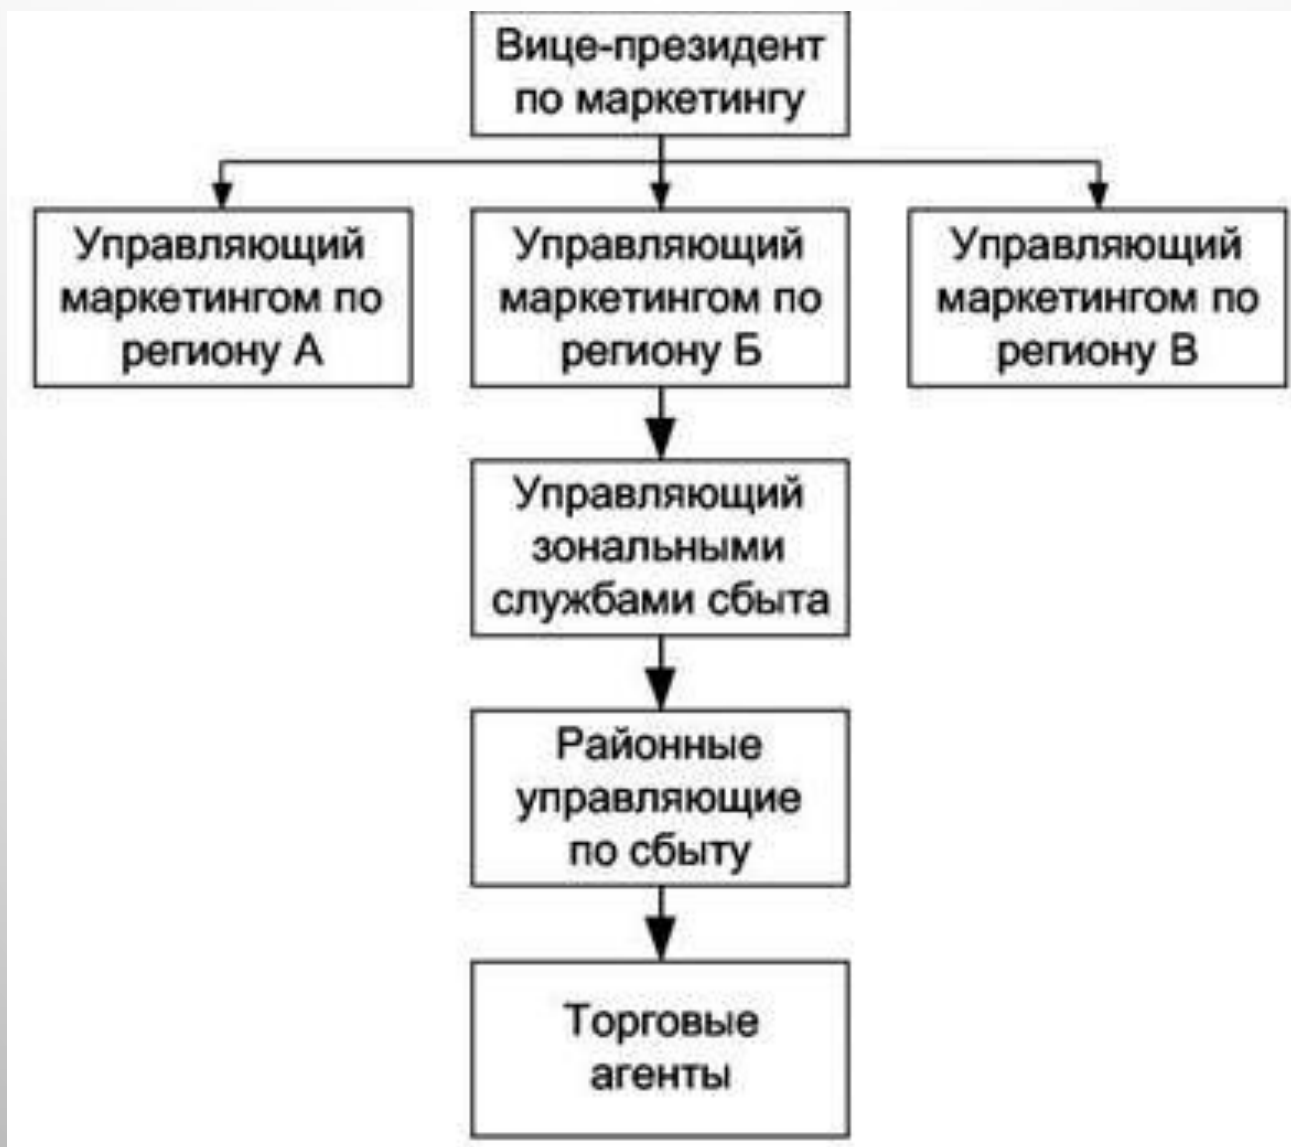 Вице-президент
по маркетингу
Управляющий
маркетингом по
региону А
Управляющий
маркетингом по
региону Б
Управляющий
маркетингом по
региону В
Управляющий
зональными
службами сбыта
Районные
управляющие
по сбыту
Торговые
агенты